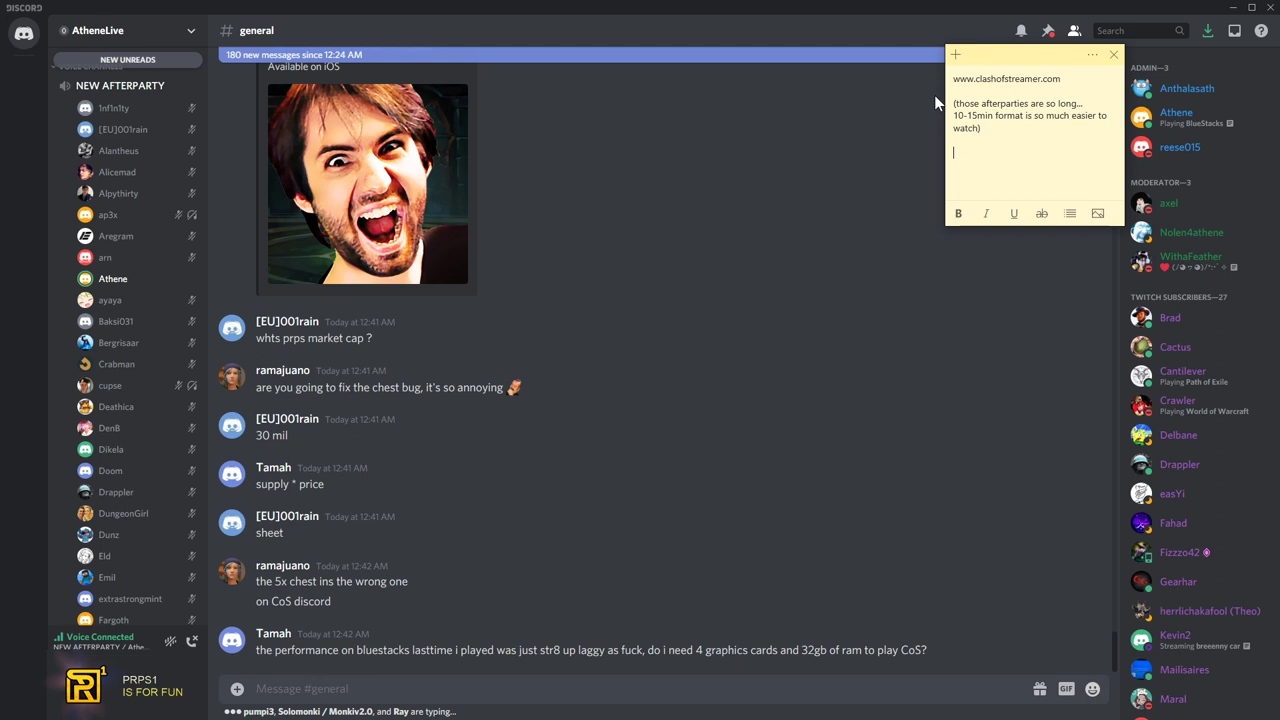 DISCORD
AtheneLive
NEW UNREADS
NEW AFTERPARTY
1nf1n1ty
[EU]001rain
Alantheus
Alicemad
Alpythirty
ap3x
Aregram
arn
Athene
ayaya
Baksi031
Bergrisaar
Crabman
cupse
Deathica
DenB
Dikela
Doom
Drappler
DungeonGirl
Dunz
Eld
Emil
extrastrongmint
Fargoth
Voice Connected
NEW AFTERPARTY / Athe...
PRPS1
IS FOR FUN
# general
Search
180 new messages since 12:24 AM
Available on iOS
[EU]001rain Today at 12:41 AM
whts prps market cap ?
ramajuano Today at 12:41 AM
are you going to fix the chest bug, it's so annoying
[EU]001rain Today at 12:41 AM
30 mil
Tamah Today at 12:41 AM
supply * price
[EU]001rain Today at 12:41 AM
sheet
ramajuano Today at 12:42 AM
the 5x chest ins the wrong one
on CoS discord
Tamah Today at 12:42 AM
the performance on bluestacks lasttime i played was just str8 up laggy as fuck, do i need 4 graphics cards and 32gb of ram to play CoS?
Message #general
GIF
pumpi3, Solomonki / Monkiv2.0, and Ray are typing...
www.clashofstreamer.com
(those afterparties are so long...
10-15min format is so much easier to
watch)
B I U ab
ADMIN—3
Anthalasath
Athene
Playing BlueStacks
reese015
MODERATOR—3
axel
Nolen4athene
WithaFeather
TWITCH SUBSCRIBERS—27
Brad
Cactus
Cantilever
Playing Path of Exile
Crawler
Playing World of Warcraft
Delbane
Drappler
easYi
Fahad
Fizzzo42
Gearhar
herrlichakafool (Theo)
Kevin2
Streaming breeenny car
Mailisaires
Maral